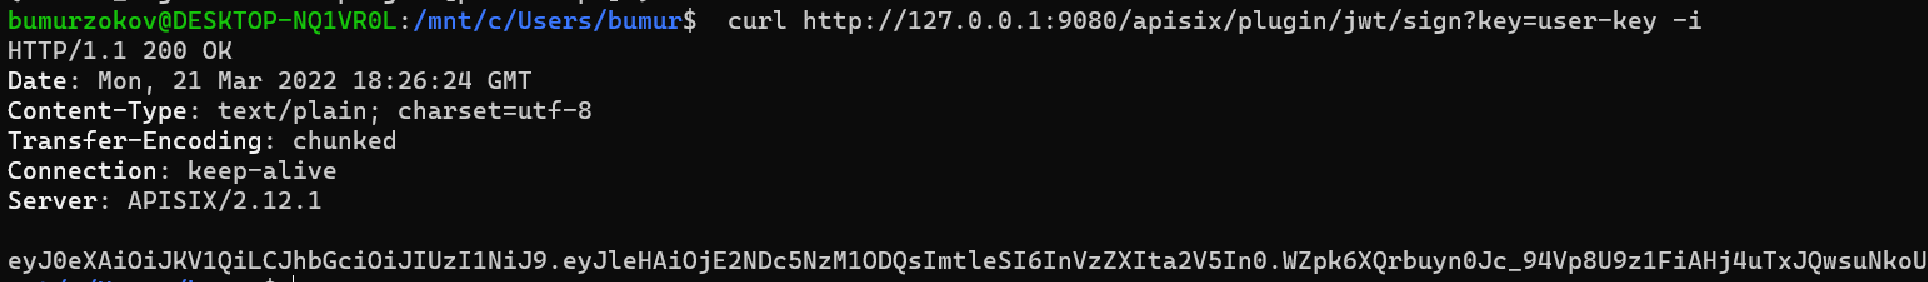 bumurzokov@DESKTOP-NQ1VR0L:/mnt/c/Users/bumur$  curl http://127.0.0.1:9080/apisix/plugin/jwt/sign?key=user-key -i
HTTP/1.1 200 OK
Date: Mon, 21 Mar 2022 18:26:24 GMT
Content-Type: text/plain; charset=utf-8
Transfer-Encoding: chunked
Connection: keep-alive
Server: APISIX/2.12.1
eyJ0eXAiOiJKV1QiLCJhbGciOiJIUzI1NiJ9.eyJleHAiOjE2NDc5NzM1ODQsImtleSI6InVzZXIta2V5In0.WZpk6XQrbuyn0Jc_94Vp8U9z1FiAHj4uTxJQwsuNkoU